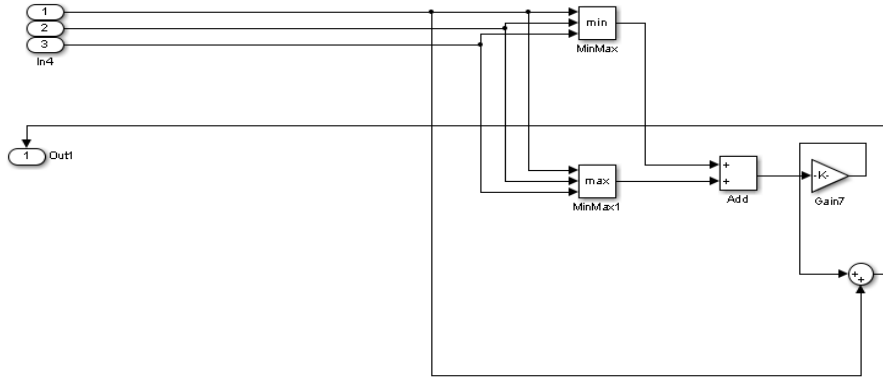 1
2
3
In4
min
MinMax
1
Out1
max
MinMax1
+
+
Add
-K-
Gain7
+
+